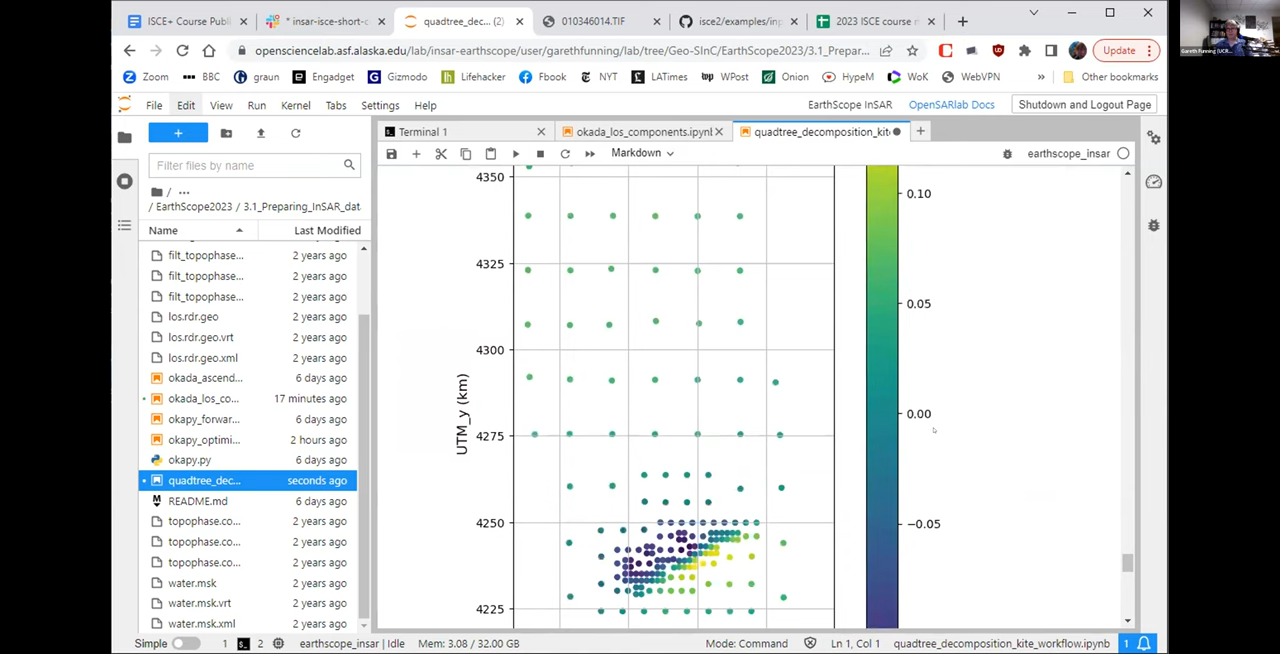 ISCE+ Course Publ
* insar-isce-short-c
quadtree_dec... (2)
010346014.TIF
isce2/examples/inp
2023 ISCE course m
opensciencelab.asf.alaska.edu/lab/insar-earthscope/user/garethfunning/lab/tree/Geo-SInC/EarthScope2023/3.1_Prepar...
Update
Zoom
BBC
graun
Engadget
Gizmodo
Lifehacker
Fbook
NYT
LATimes
WPost
Onion
HypeM
WoK
WebVPN
»
Other bookmarks
Gareth Funning (UCR...
File
Edit
View
Run
Kernel
Tabs
Settings
Help
EarthScope InSAR
OpenSARlab Docs
Shutdown and Logout Page
Terminal 1
okada_los_components.ipynb
quadtree_decomposition_kite
Markdown
earthscope_insar
Filter files by name
/ ...
/ EarthScope2023 / 3.1_Preparing_InSAR_dat
Name
Last Modified
filt_topophase... 2 years ago
filt_topophase... 2 years ago
filt_topophase... 2 years ago
los.rdr.geo 2 years ago
los.rdr.geo.vrt 2 years ago
los.rdr.geo.xml 2 years ago
okada_ascend... 6 days ago
okada_los_co... 17 minutes ago
okapy_forwar... 6 days ago
okapy_optimi... 2 hours ago
okapy.py 6 days ago
quadtree_dec... seconds ago
README.md 6 days ago
topophase.co... 2 years ago
topophase.co... 2 years ago
topophase.co... 2 years ago
water.msk 2 years ago
water.msk.vrt 2 years ago
water.msk.xml 2 years ago
4350
4325
4300
4275
4250
4225
UTM_y (km)
0.10
0.05
0.00
−0.05
Simple
1
2
earthscope_insar | Idle
Mem: 3.08 / 32.00 GB
Mode: Command
Ln 1, Col 1
quadtree_decomposition_kite_workflow.ipynb
1